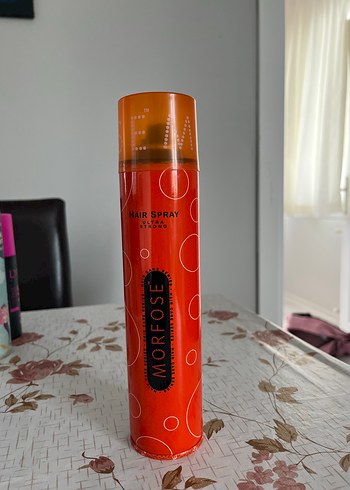 M
HAIR SPRAY
ULTRA
STRONG
MORFOSE